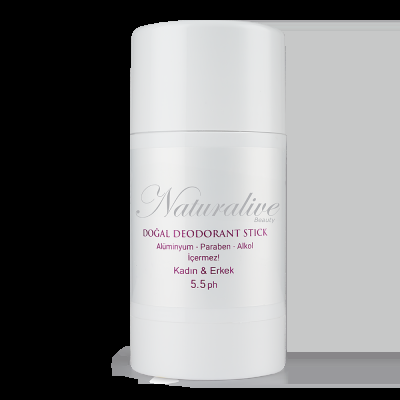 Naturalive
Beauty
DOĞAL DEODORANT STICK
Alüminyum - Paraben - Alkol
İçermez!
Kadın & Erkek
5.5 ph